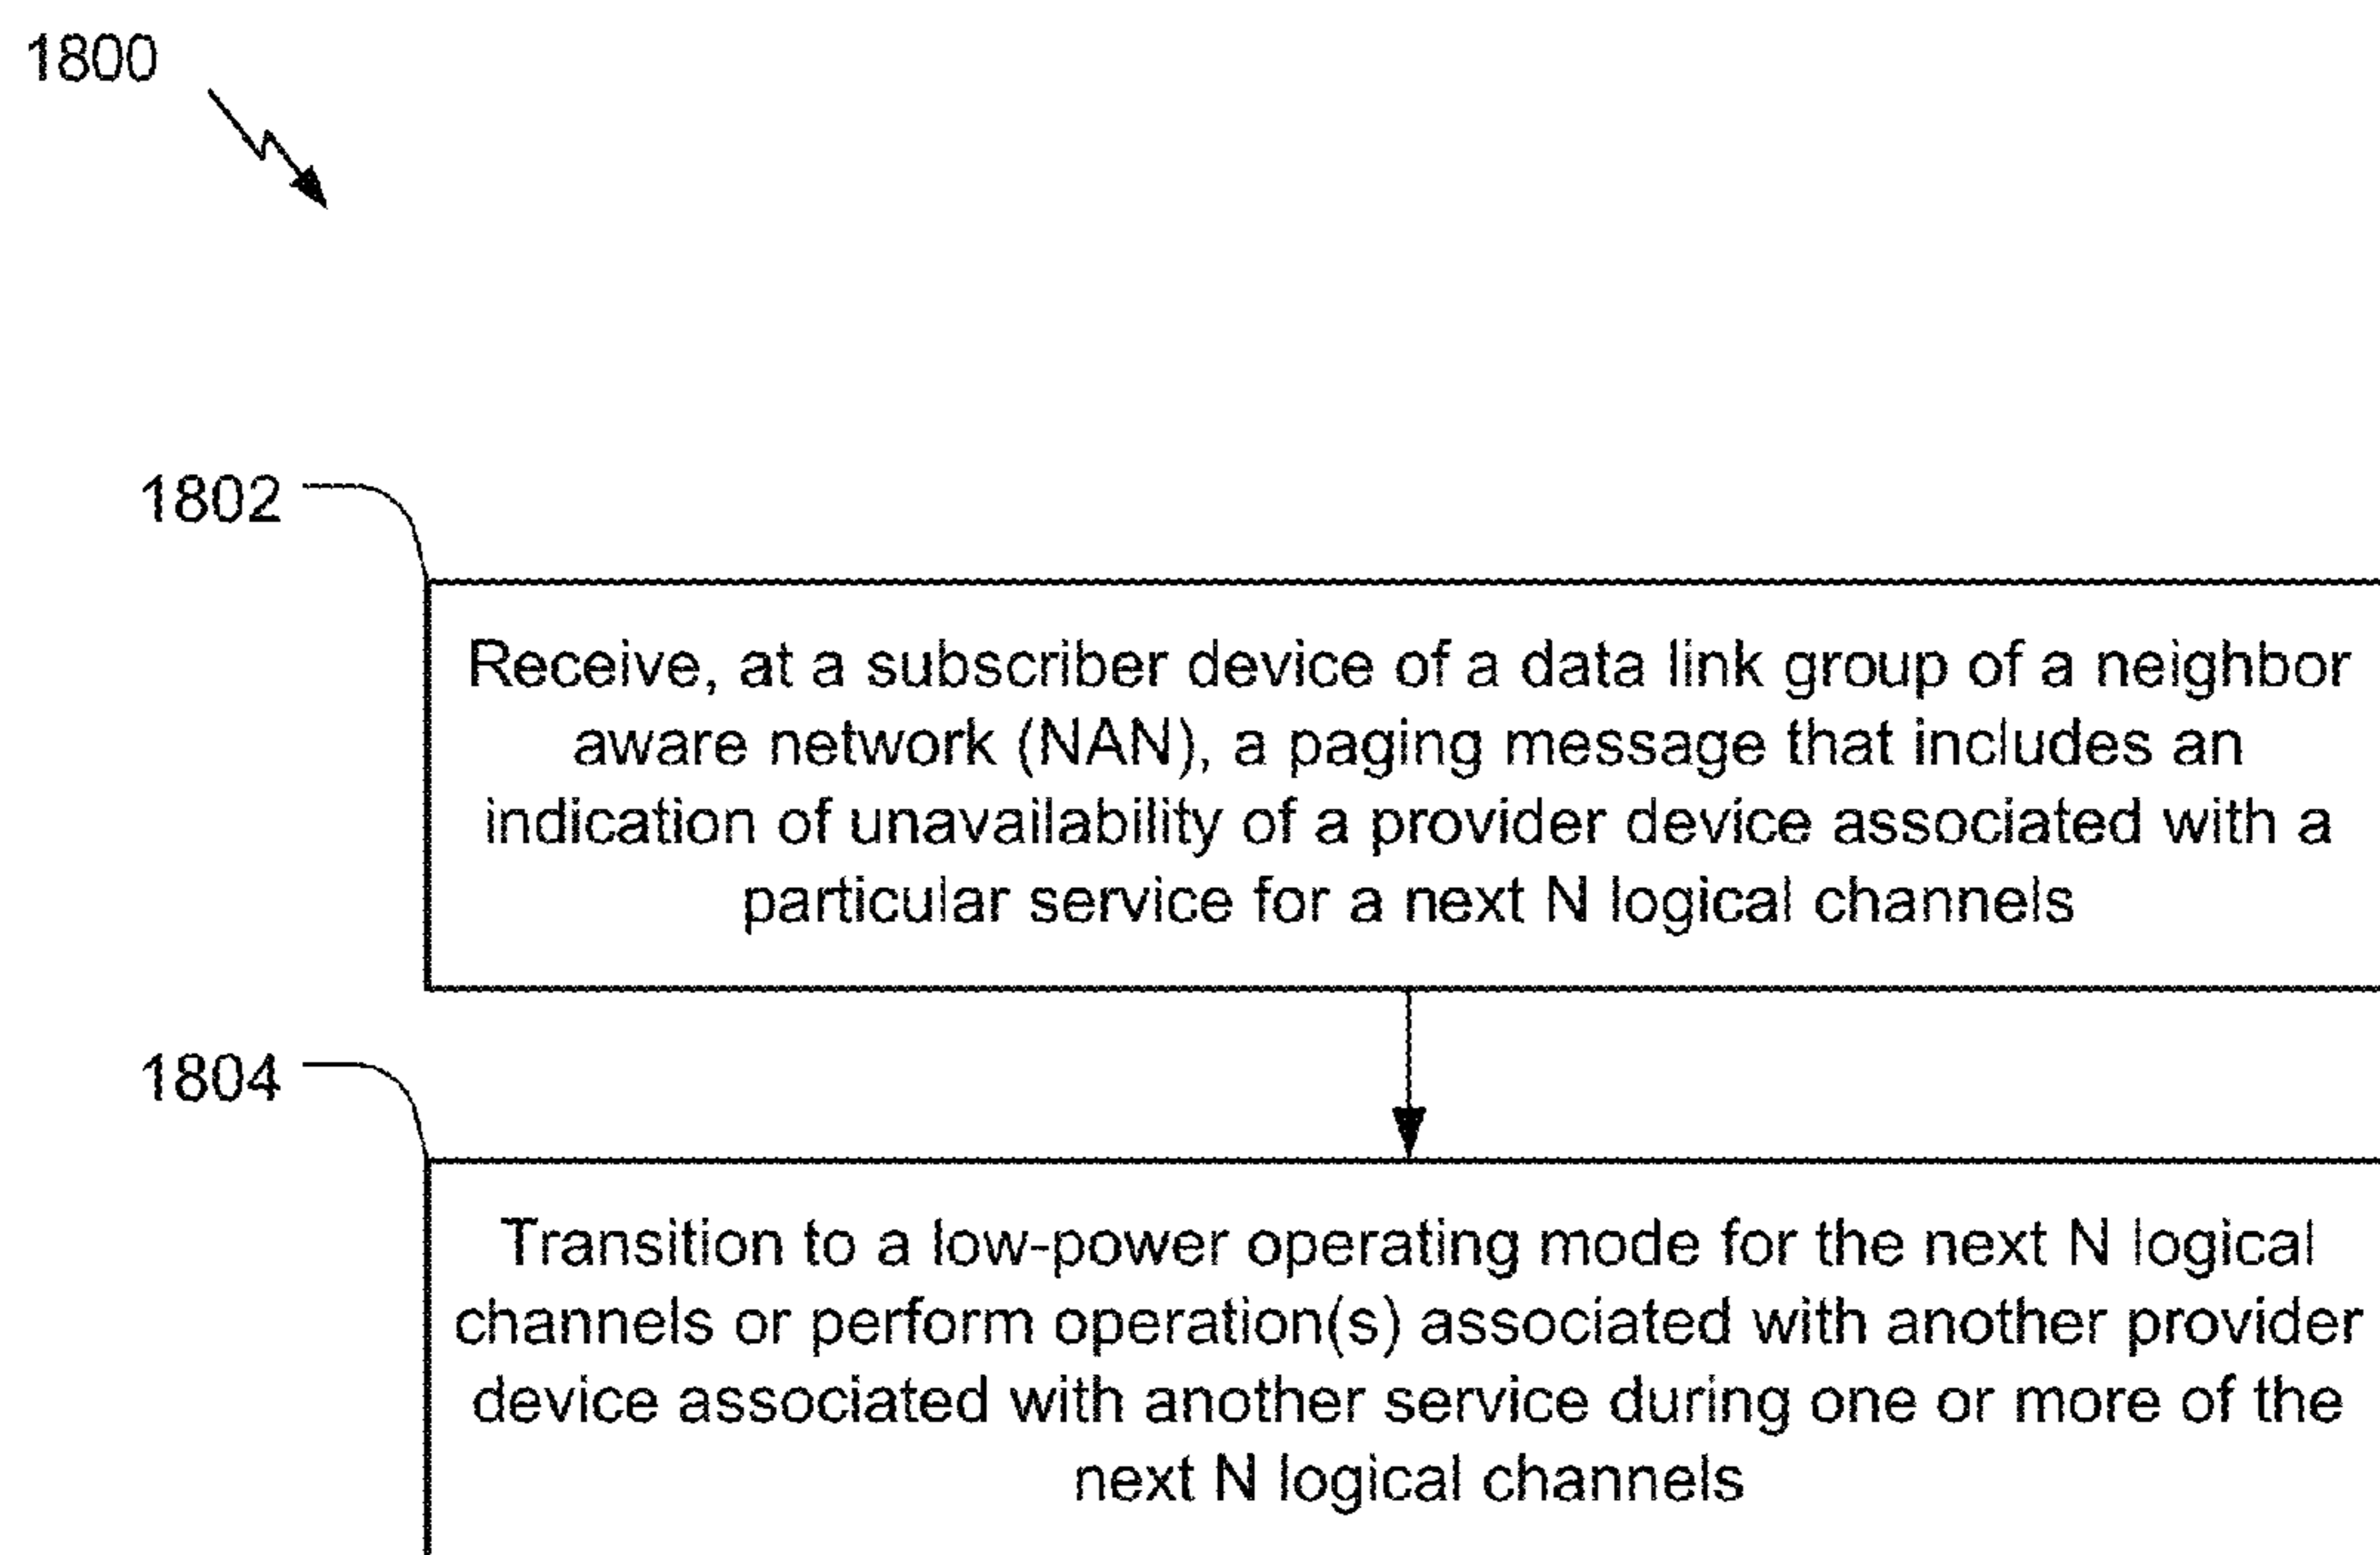 1800
1802
Receive, at a subscriber device of a data link group of a neighbor
aware network (NAN), a paging message that includes an
indication of unavailability of a provider device associated with a
particular service for a next N logical channels
1804
Transition to a low-power operating mode for the next N logical
channels or perform operation(s) associated with another provider
device associated with another service during one or more of the
next N logical channels